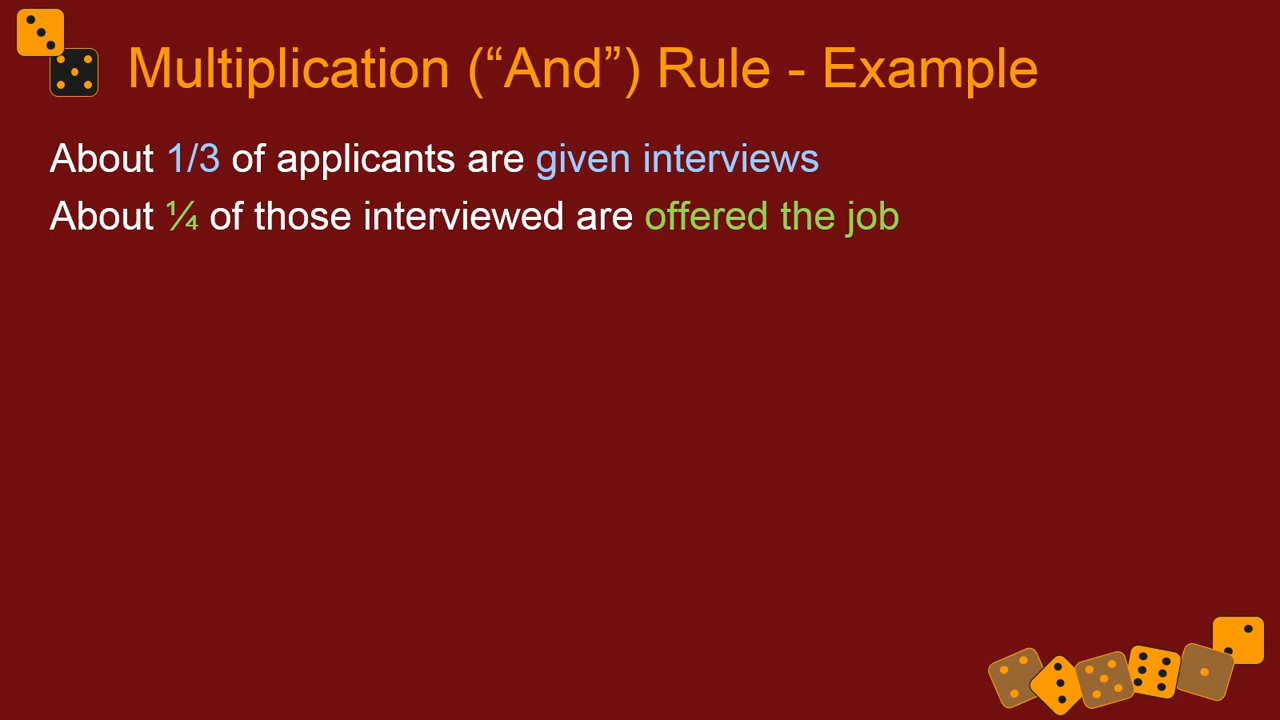 Multiplication (“And”) Rule - Example
About 1/3 of applicants are given interviews
About ¼ of those interviewed are offered the job